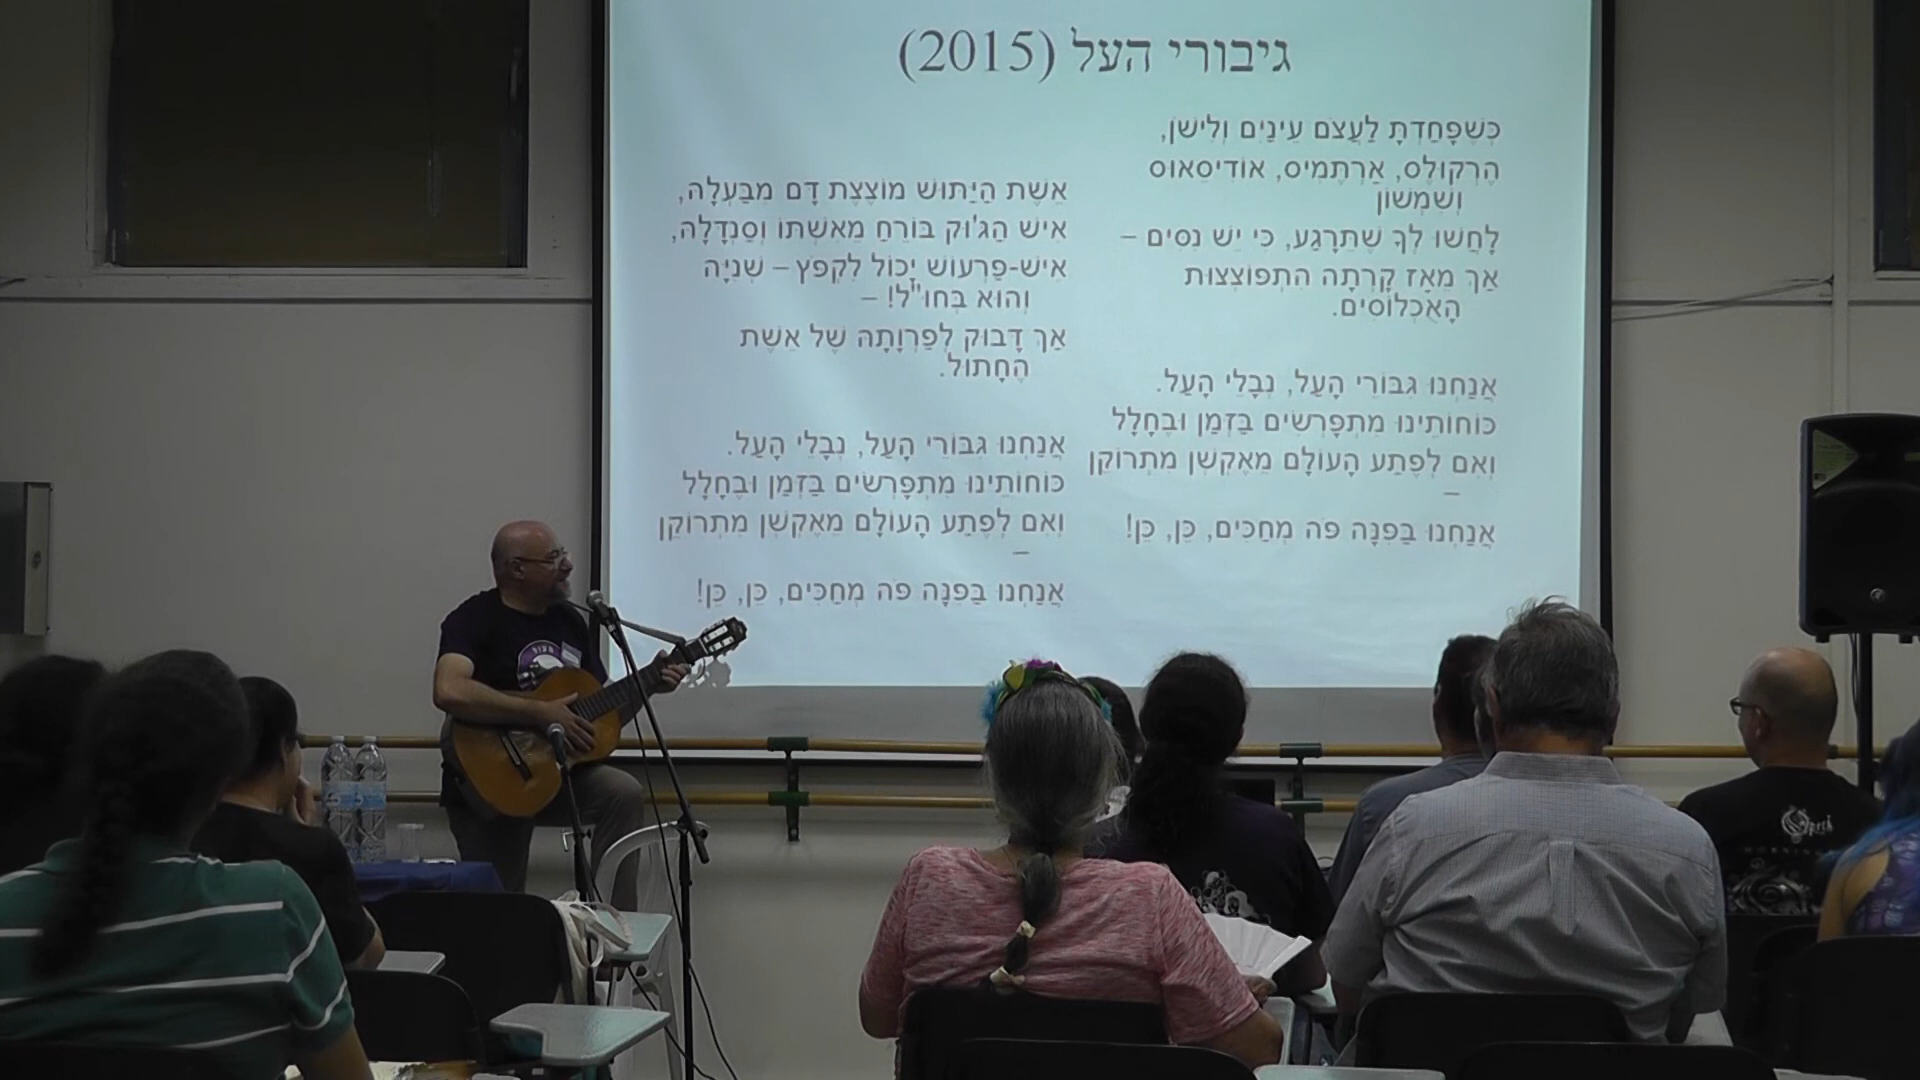 גיבורי העל (2015)
כְּשֶׁפָּחַדְתָּ לַעֲצֹם עֵינַיִם וְלִישֹׁן,
הֶרְקוּלֶס, אַרְתֶּמִיס, אוֹדִיסֵאוּס
וְשִׁמְשׁוֹן
לָחֲשׁוּ לְךָ שֶׁתֵּרָגַע, כִּי יֵשׁ נִסִּים –
אַךְ מֵאָז קָרְתָה הִתְפּוֹצְצוּת
הָאֻכְלוֹסִים.
אֲנַחְנוּ גִּבּוֹרֵי הָעַל, נְבָלֵי הָעַל.
כּוֹחוֹתֵינוּ מִתְפָּרְשִׂים בַּזְּמַן וּבֶחָלָל
וְאִם לְפֶתַע הָעוֹלָם מֵאֶקְשְׁן מִתְרוֹקֵן
–
אֲנַחְנוּ בַּפִּנָּה פֹּה מְחַכִּים, כֵּן, כֵּן!
אֵשֶׁת הַיַּתּוּשׁ מוֹצֶצֶת דָּם מִבַּעְלָהּ,
אִישׁ הַגּ'וּק בּוֹרֵחַ מֵאִשְׁתּוֹ וְסַנְדָּלָהּ,
אִישׁ-פַּרְעוֹשׁ יָכוֹל לִקְפֹּץ – שְׁנִיָּה
וְהוּא בְּחוּ"ל! –
אַךְ דָּבוּק לְפַרְוָתָהּ שֶׁל אֵשֶׁת
הֶחָתוּל.
אֲנַחְנוּ גִּבּוֹרֵי הָעַל, נְבָלֵי הָעַל.
כּוֹחוֹתֵינוּ מִתְפָּרְשִׂים בַּזְּמַן וּבֶחָלָל
וְאִם לְפֶתַע הָעוֹלָם מֵאֶקְשְׁן מִתְרוֹקֵן
–
אֲנַחְנוּ בַּפִּנָּה פֹּה מְחַכִּים, כֵּן, כֵּן!
Opeth